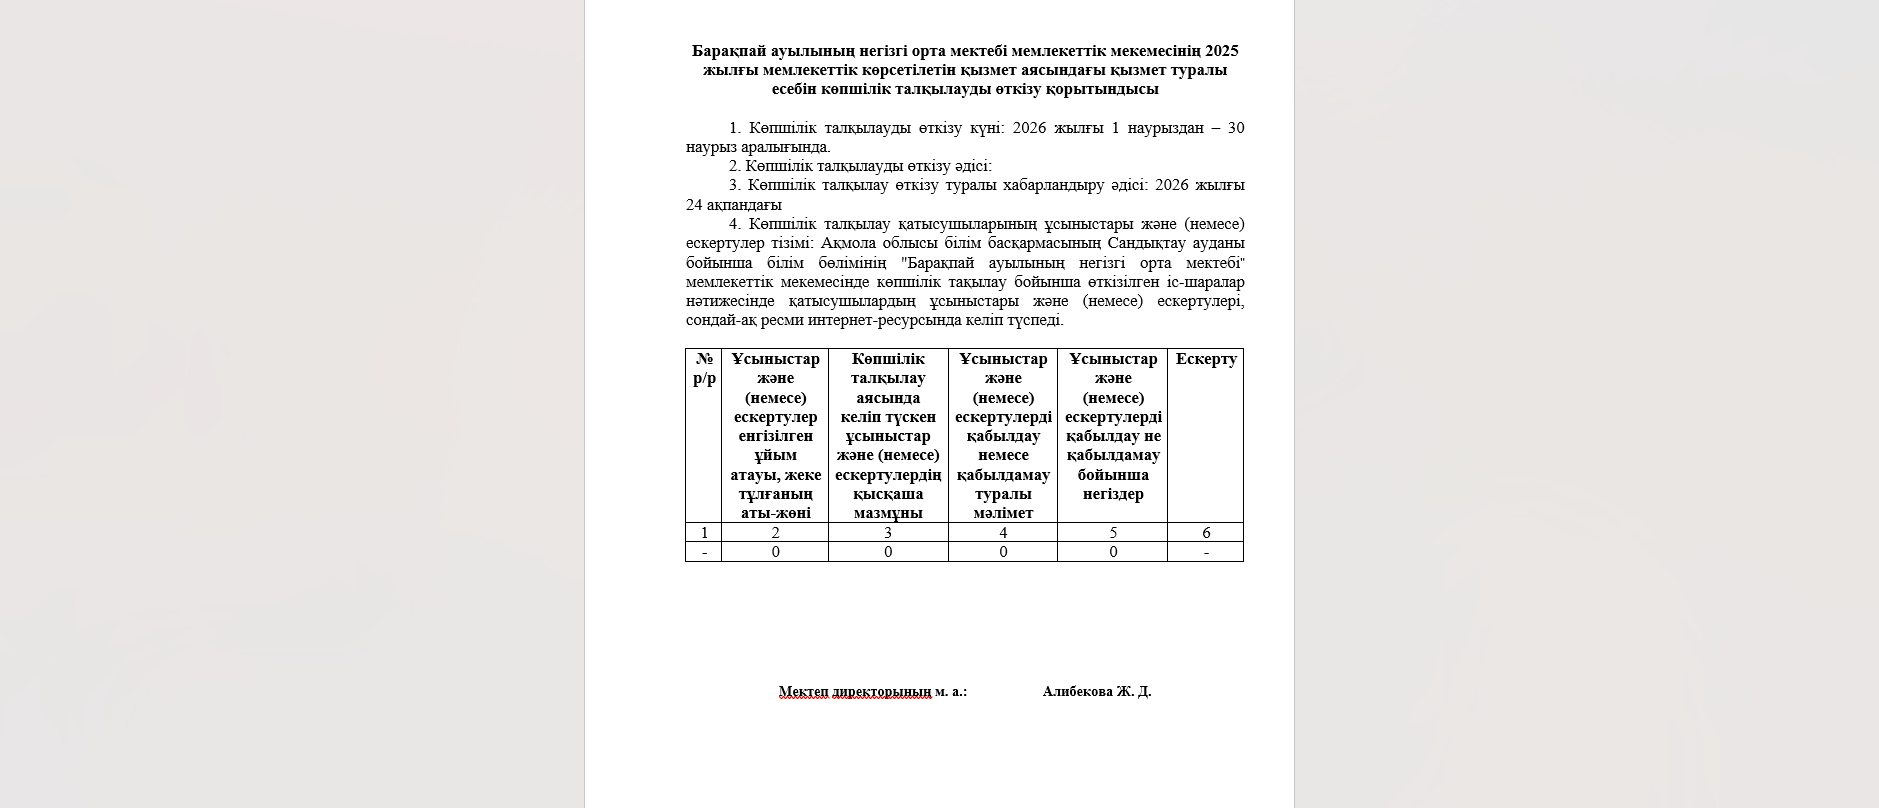 Барақпай ауылының негізгі орта мектебі мемлекеттік мекемесінің 2025
жылғы мемлекеттік көрсетілетін қызмет аясындағы қызмет туралы
есебін көпшілік талқылауды өткізу қорытындысы
1. Көпшілік талқылауды өткізу күні: 2026 жылғы 1 наурыздан – 30
наурыз аралығында.
2. Көпшілік талқылауды өткізу әдісі:
3. Көпшілік талқылау өткізу туралы хабарландыру әдісі: 2026 жылғы
24 ақпандағы
4. Көпшілік талқылау қатысушыларының ұсыныстары және (немесе)
ескертулер тізімі: Ақмола облысы білім басқармасының Сандықтау ауданы
бойынша білім бөлімінің "Барақпай ауылының негізгі орта мектебі"
мемлекеттік мекемесінде көпшілік тақылау бойынша өткізілген іс-шаралар
нәтижесінде қатысушылардың ұсыныстары және (немесе) ескертулері,
сондай-ақ ресми интернет-ресурсында келіп түспеді.
№ р/р
Ұсыныстар
және
(немесе)
ескертулер
енгізілген
ұйым
атауы, жеке
тұлғаның
аты-жөні
Көпшілік
талқылау
аясында
келіп түскен
ұсыныстар
және (немесе)
ескертулердің
қысқаша
мазмұны
Ұсыныстар
және
(немесе)
ескертулерді
қабылдау
немесе
қабылдамау
туралы
мәлімет
Ұсыныстар
және
(немесе)
ескертулерді
қабылдау не
қабылдамау
бойынша
негіздер
Ескерту
1 2 3 4 5 6
- 0 0 0 0 -
Мектеп директорының м. а.: Алибекова Ж. Д.